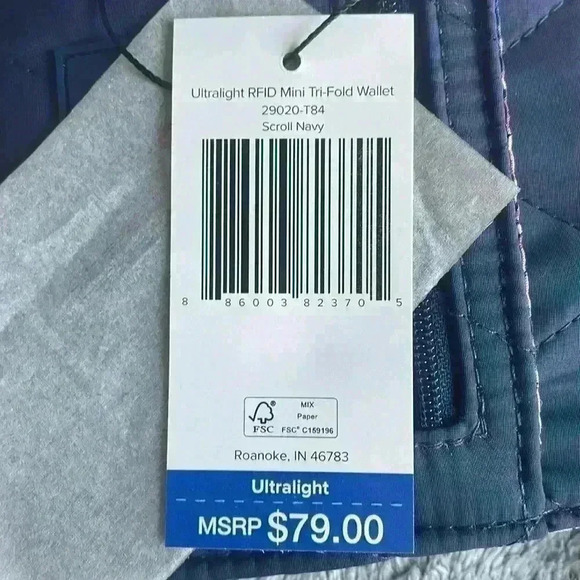 Ultralight RFID Mini Tri-Fold Wallet
29020-T84
Scroll Navy
8 86003 82370 5
FSC®
MIX
Paper
FSC® C159196
Roanoke, IN 46783
Ultralight
MSRP $79.00